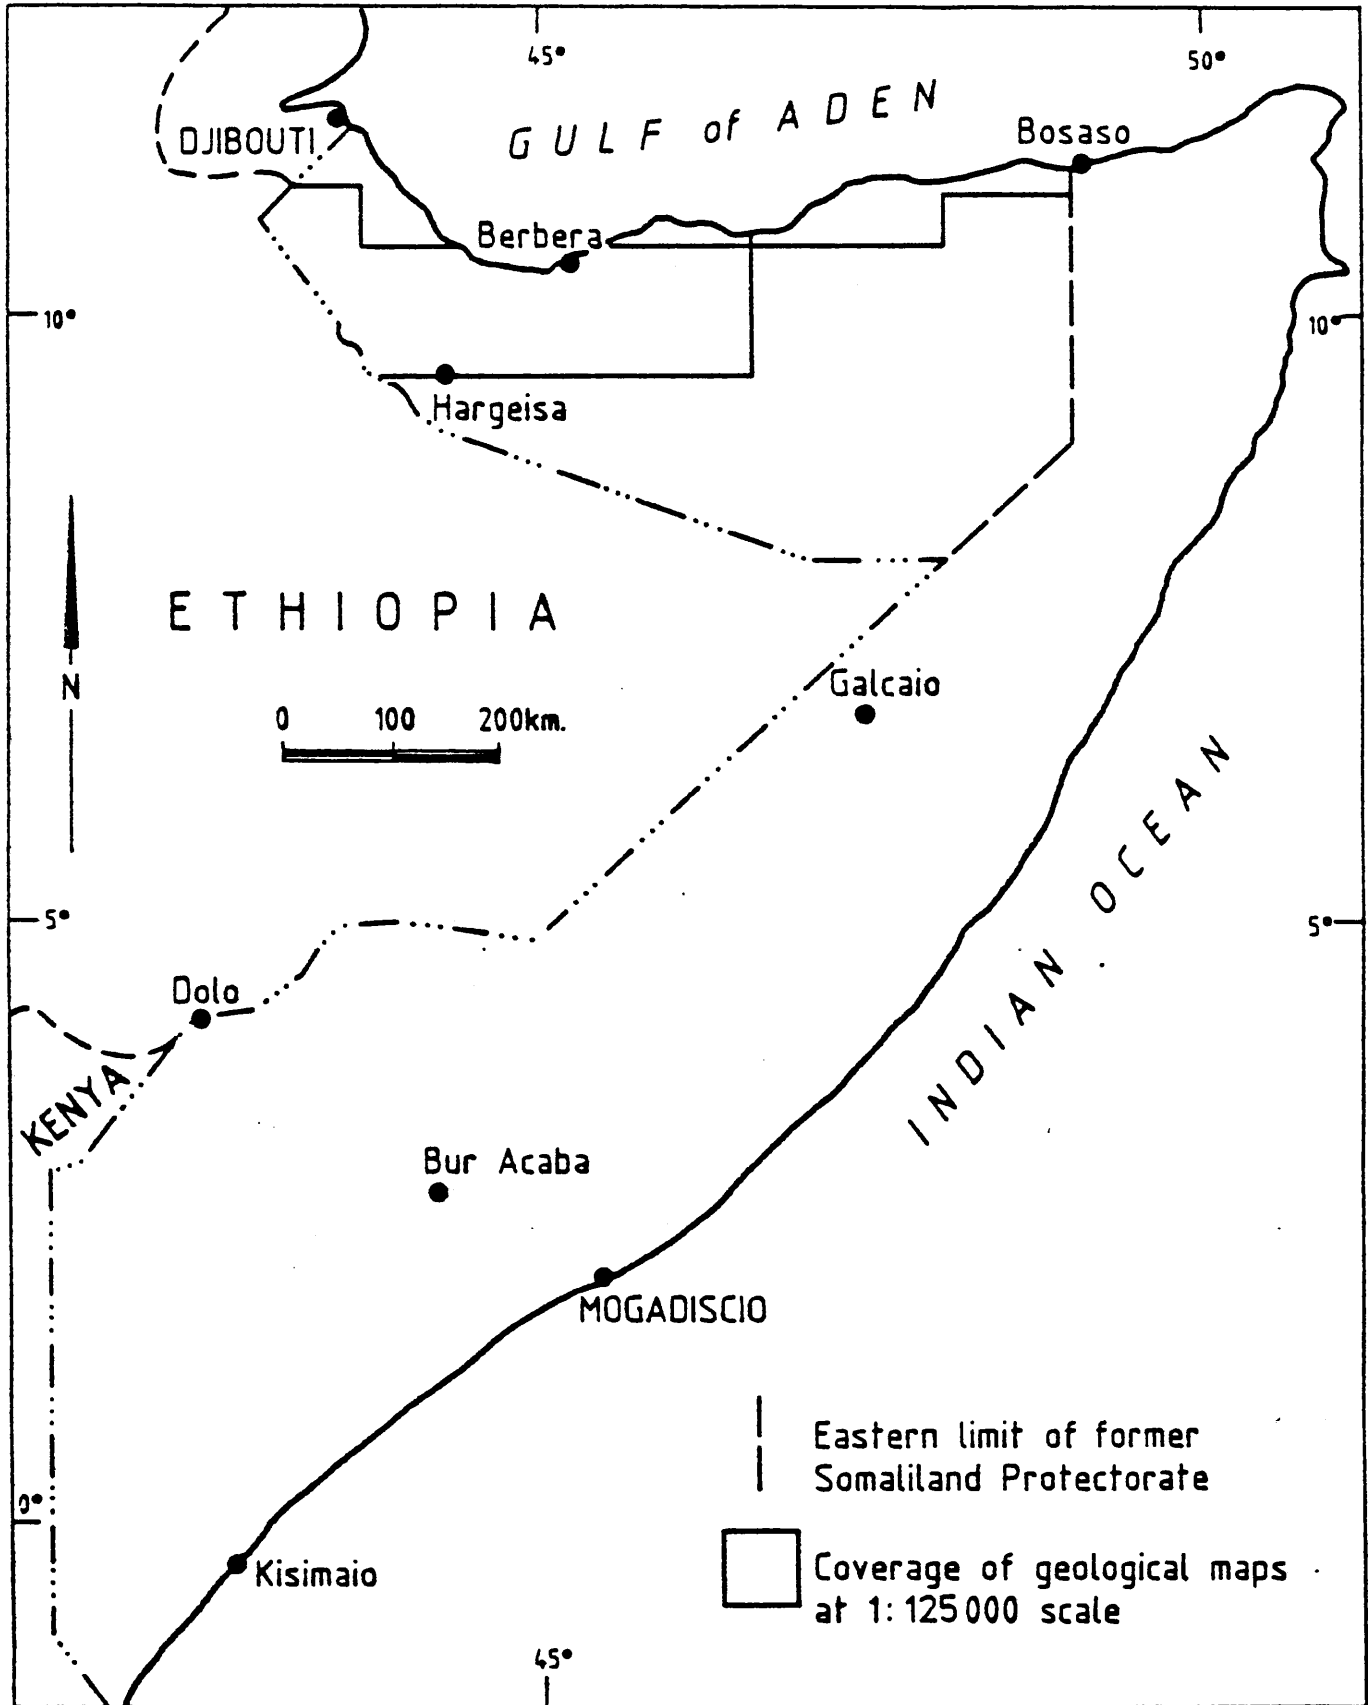 45°
50°
GULF of ADEN
DJIBOUTI
Bosaso
Berbera
10°
10°
Hargeisa
ETHIOPIA
N
Galcaio
0 100 200km.
INDIAN OCEAN
5°
5°
Dolo
KENYA
Bur Acaba
MOGADISCIO
Eastern limit of former
Somaliland Protectorate
0°
Kisimaio
Coverage of geological maps
at 1:125000 scale
45°